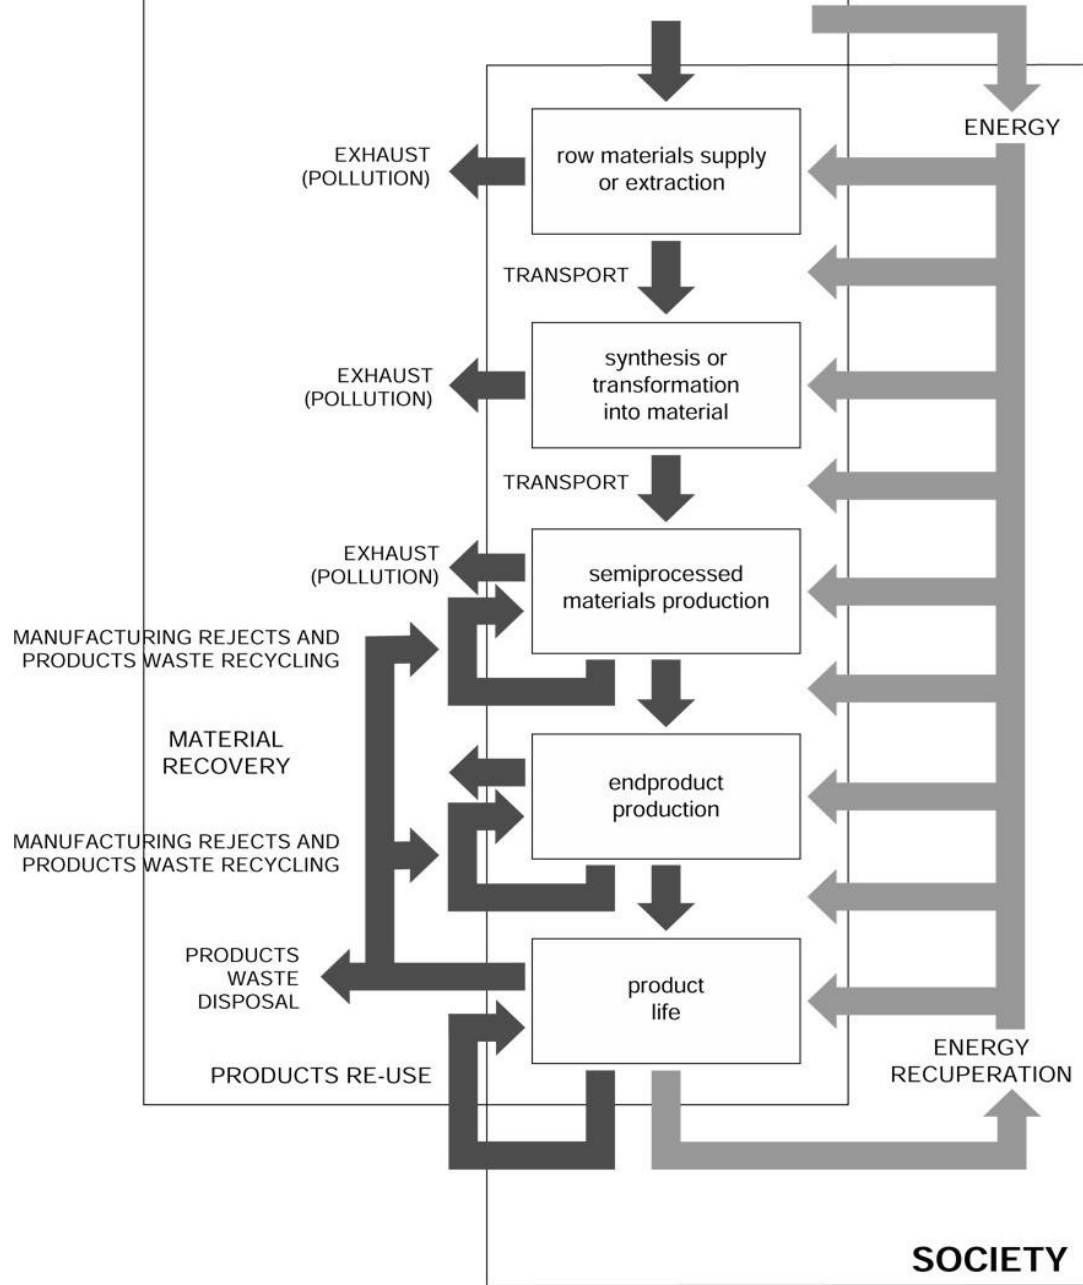 ENERGY
EXHAUST
(POLLUTION)
row materials supply
or extraction
TRANSPORT
EXHAUST
(POLLUTION)
synthesis or
transformation
into material
TRANSPORT
EXHAUST
(POLLUTION)
semiprocessed
materials production
MANUFACTURING REJECTS AND
PRODUCTS WASTE RECYCLING
MATERIAL
RECOVERY
endproduct
production
MANUFACTURING REJECTS AND
PRODUCTS WASTE RECYCLING
PRODUCTS
WASTE
DISPOSAL
product
life
PRODUCTS RE-USE
ENERGY
RECUPERATION
SOCIETY